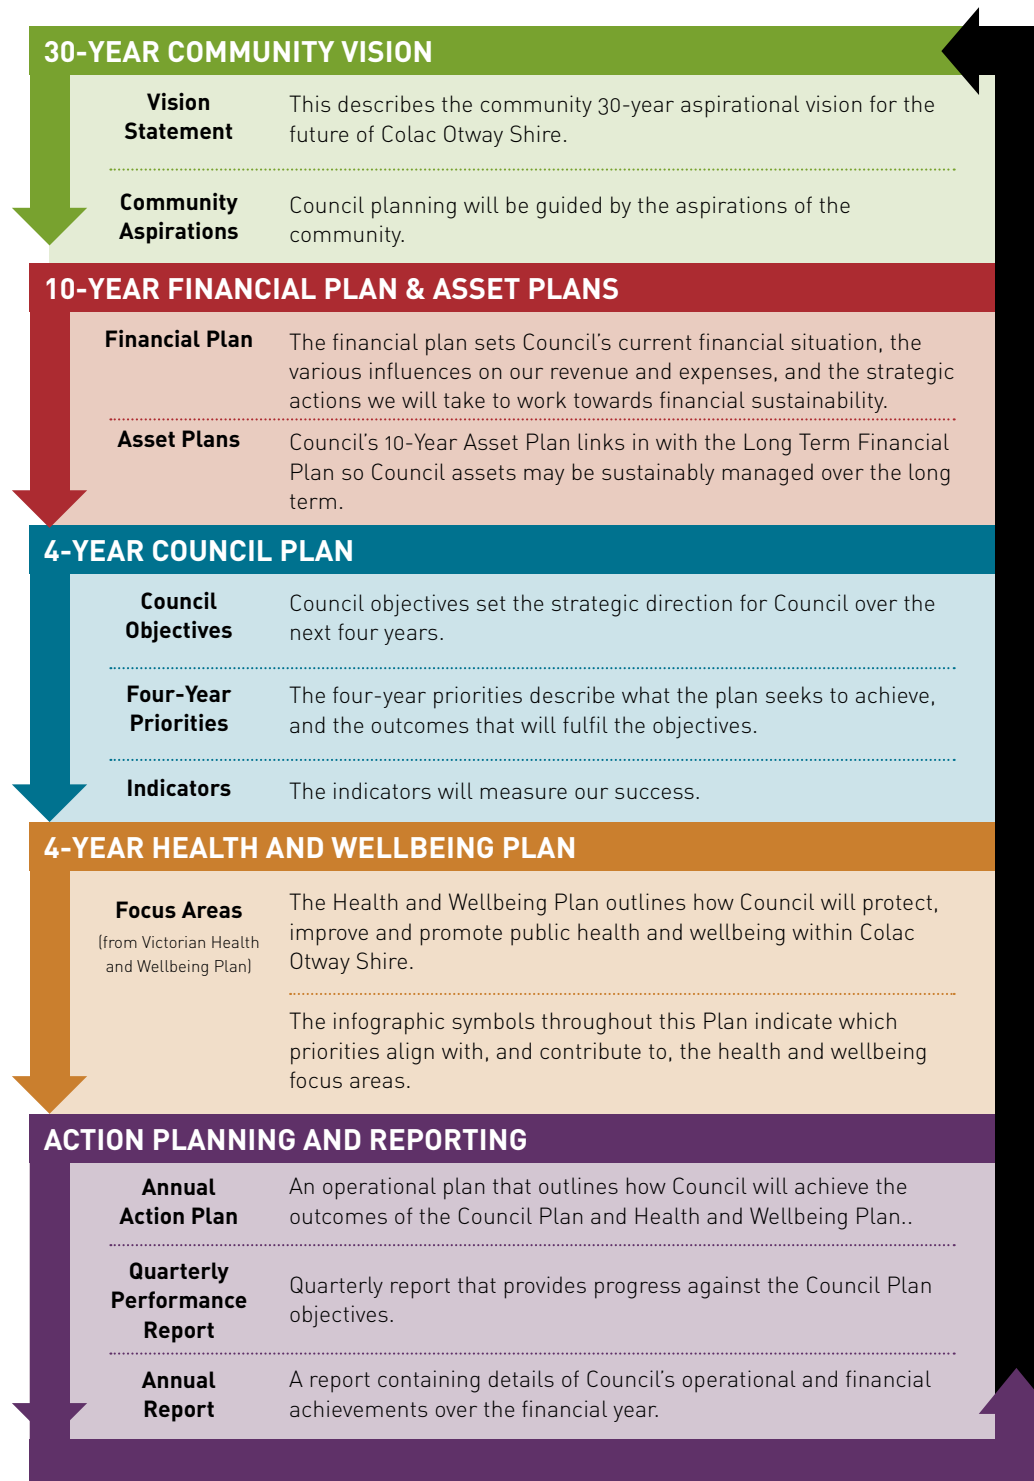 30-YEAR COMMUNITY VISION
Vision
Statement
This describes the community 30-year aspirational vision for the
future of Colac Otway Shire.
Community
Aspirations
Council planning will be guided by the aspirations of the
community.
10-YEAR FINANCIAL PLAN & ASSET PLANS
Financial Plan
The financial plan sets Council’s current financial situation, the
various influences on our revenue and expenses, and the strategic
actions we will take to work towards financial sustainability.
Asset Plans
Council’s 10-Year Asset Plan links in with the Long Term Financial
Plan so Council assets may be sustainably managed over the long
term.
4-YEAR COUNCIL PLAN
Council
Objectives
Council objectives set the strategic direction for Council over the
next four years.
Four-Year
Priorities
The four-year priorities describe what the plan seeks to achieve,
and the outcomes that will fulfil the objectives.
Indicators
The indicators will measure our success.
4-YEAR HEALTH AND WELLBEING PLAN
Focus Areas
(from Victorian Health
and Wellbeing Plan)
The Health and Wellbeing Plan outlines how Council will protect,
improve and promote public health and wellbeing within Colac
Otway Shire.
The infographic symbols throughout this Plan indicate which
priorities align with, and contribute to, the health and wellbeing
focus areas.
ACTION PLANNING AND REPORTING
Annual
Action Plan
An operational plan that outlines how Council will achieve the
outcomes of the Council Plan and Health and Wellbeing Plan..
Quarterly
Performance
Report
Quarterly report that provides progress against the Council Plan
objectives.
Annual
Report
A report containing details of Council’s operational and financial
achievements over the financial year.